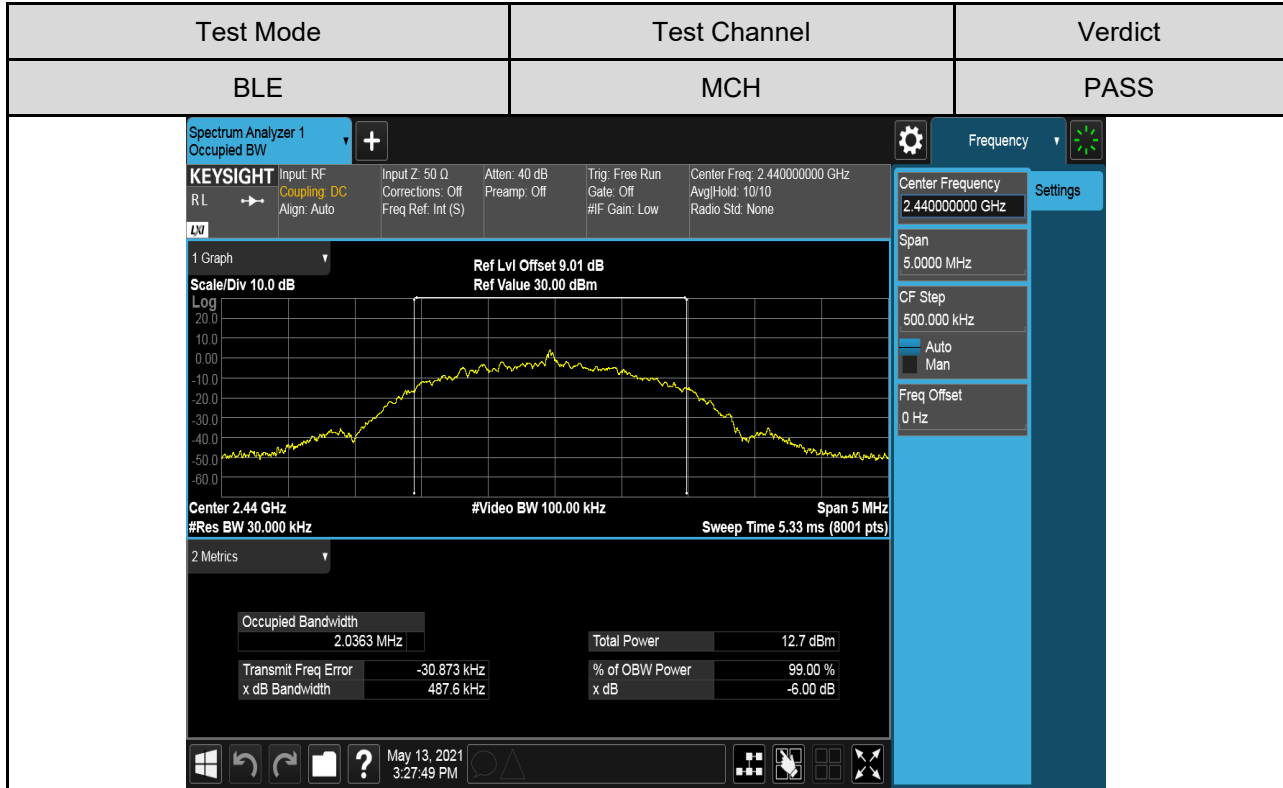 Test Mode Test Channel Verdict
BLE MCH PASS
Spectrum Analyzer 1
Occupied BW
+
Frequency
KEYSIGHT Input: RF Input Z: 50 Ω Atten: 40 dB Trig: Free Run Center Freq: 2.440000000 GHz
Coupling: DC Corrections: Off Preamp: Off Gate: Off Avg|Hold: 10/10
RL Align: Auto Freq Ref: Int (S) #IF Gain: Low Radio Std: None
LXI
Center Frequency
2.440000000 GHz
Settings
Span
5.0000 MHz
CF Step
500.000 kHz
Auto
Man
Freq Offset
0 Hz
1 Graph
Ref Lvl Offset 9.01 dB
Scale/Div 10.0 dB Ref Value 30.00 dBm
Log
20.0
10.0
0.00
-10.0
-20.0
-30.0
-40.0
-50.0
-60.0
Center 2.44 GHz #Video BW 100.00 kHz Span 5 MHz
#Res BW 30.000 kHz Sweep Time 5.33 ms (8001 pts)
2 Metrics
Occupied Bandwidth
2.0363 MHz Total Power 12.7 dBm
Transmit Freq Error -30.873 kHz % of OBW Power 99.00 %
x dB Bandwidth 487.6 kHz x dB -6.00 dB
? May 13, 2021
3:27:49 PM